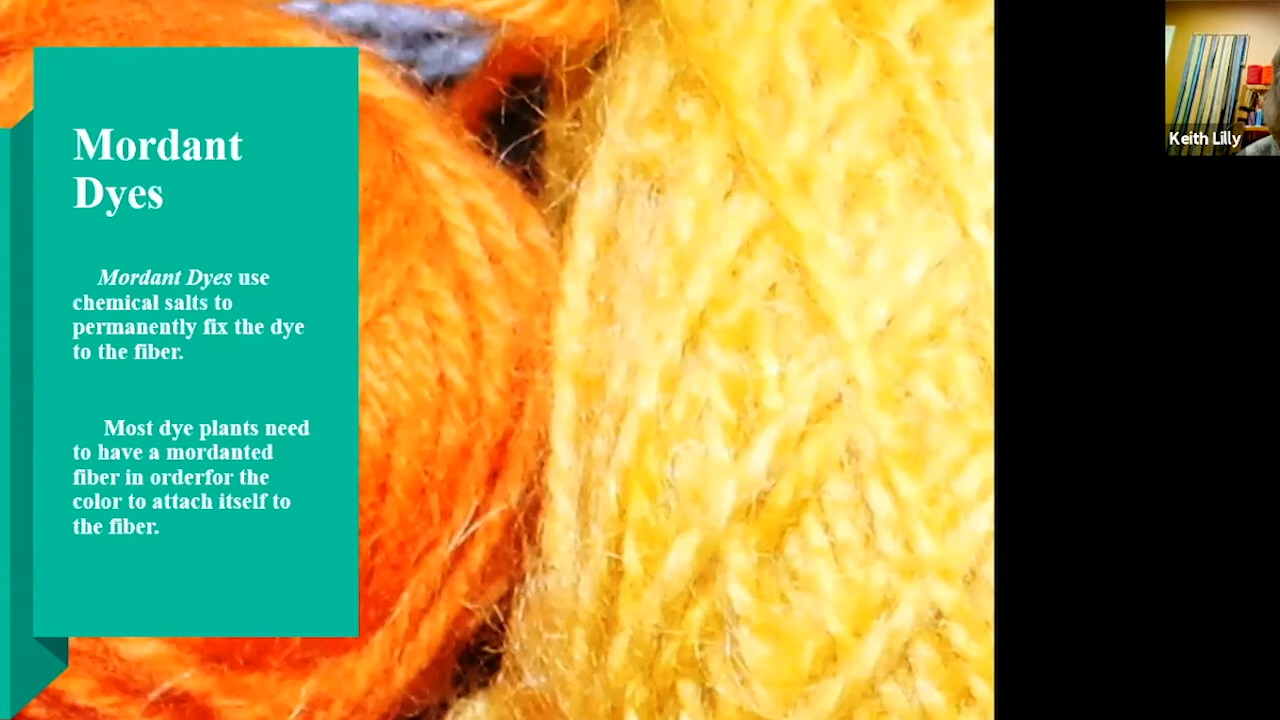 Mordant
Dyes
Mordant Dyes use
chemical salts to
permanently fix the dye
to the fiber.
Most dye plants need
to have a mordanted
fiber in orderfor the
color to attach itself to
the fiber.
Keith Lilly